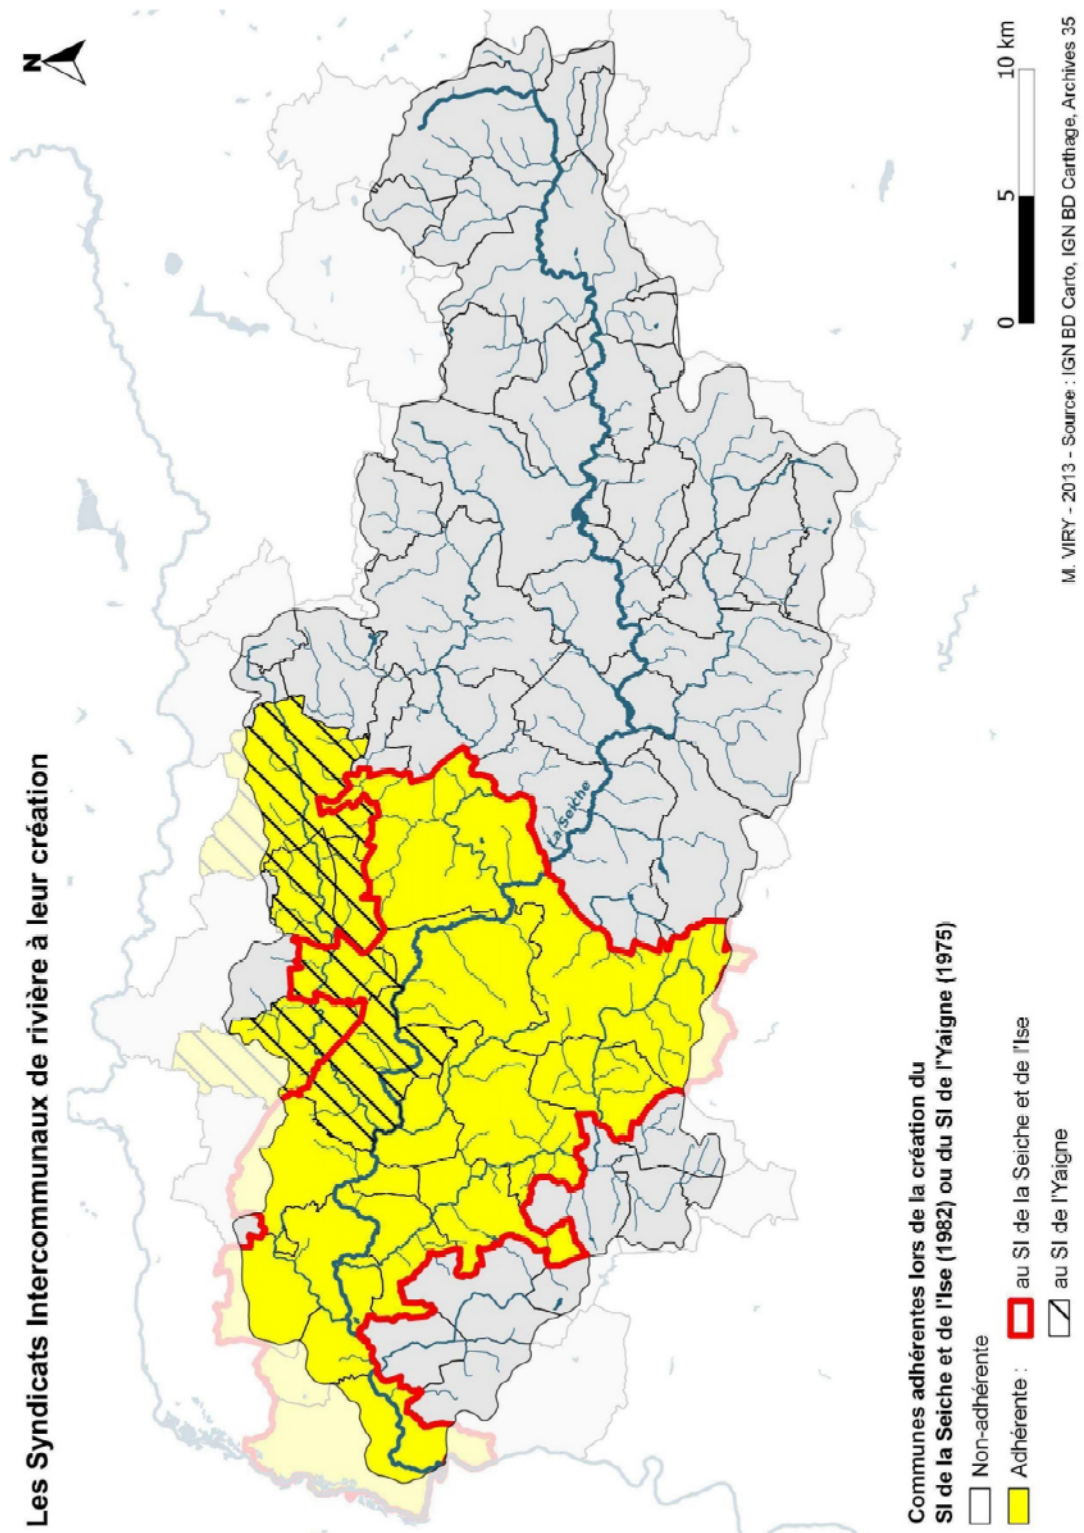 Les Syndicats Intercommunaux de rivière à leur création
N
La Seiche
Communes adhérentes lors de la création du
SI de la Seiche et de l'Ise (1982) ou du SI de l'Yaigne (1975)
Non-adhérente
Adhérente :
au SI de la Seiche et de l'Ise
au SI de l'Yaigne
0 5 10 km
M. VIRY - 2013 - Source : IGN BD Carto, IGN BD Carthage, Archives 35